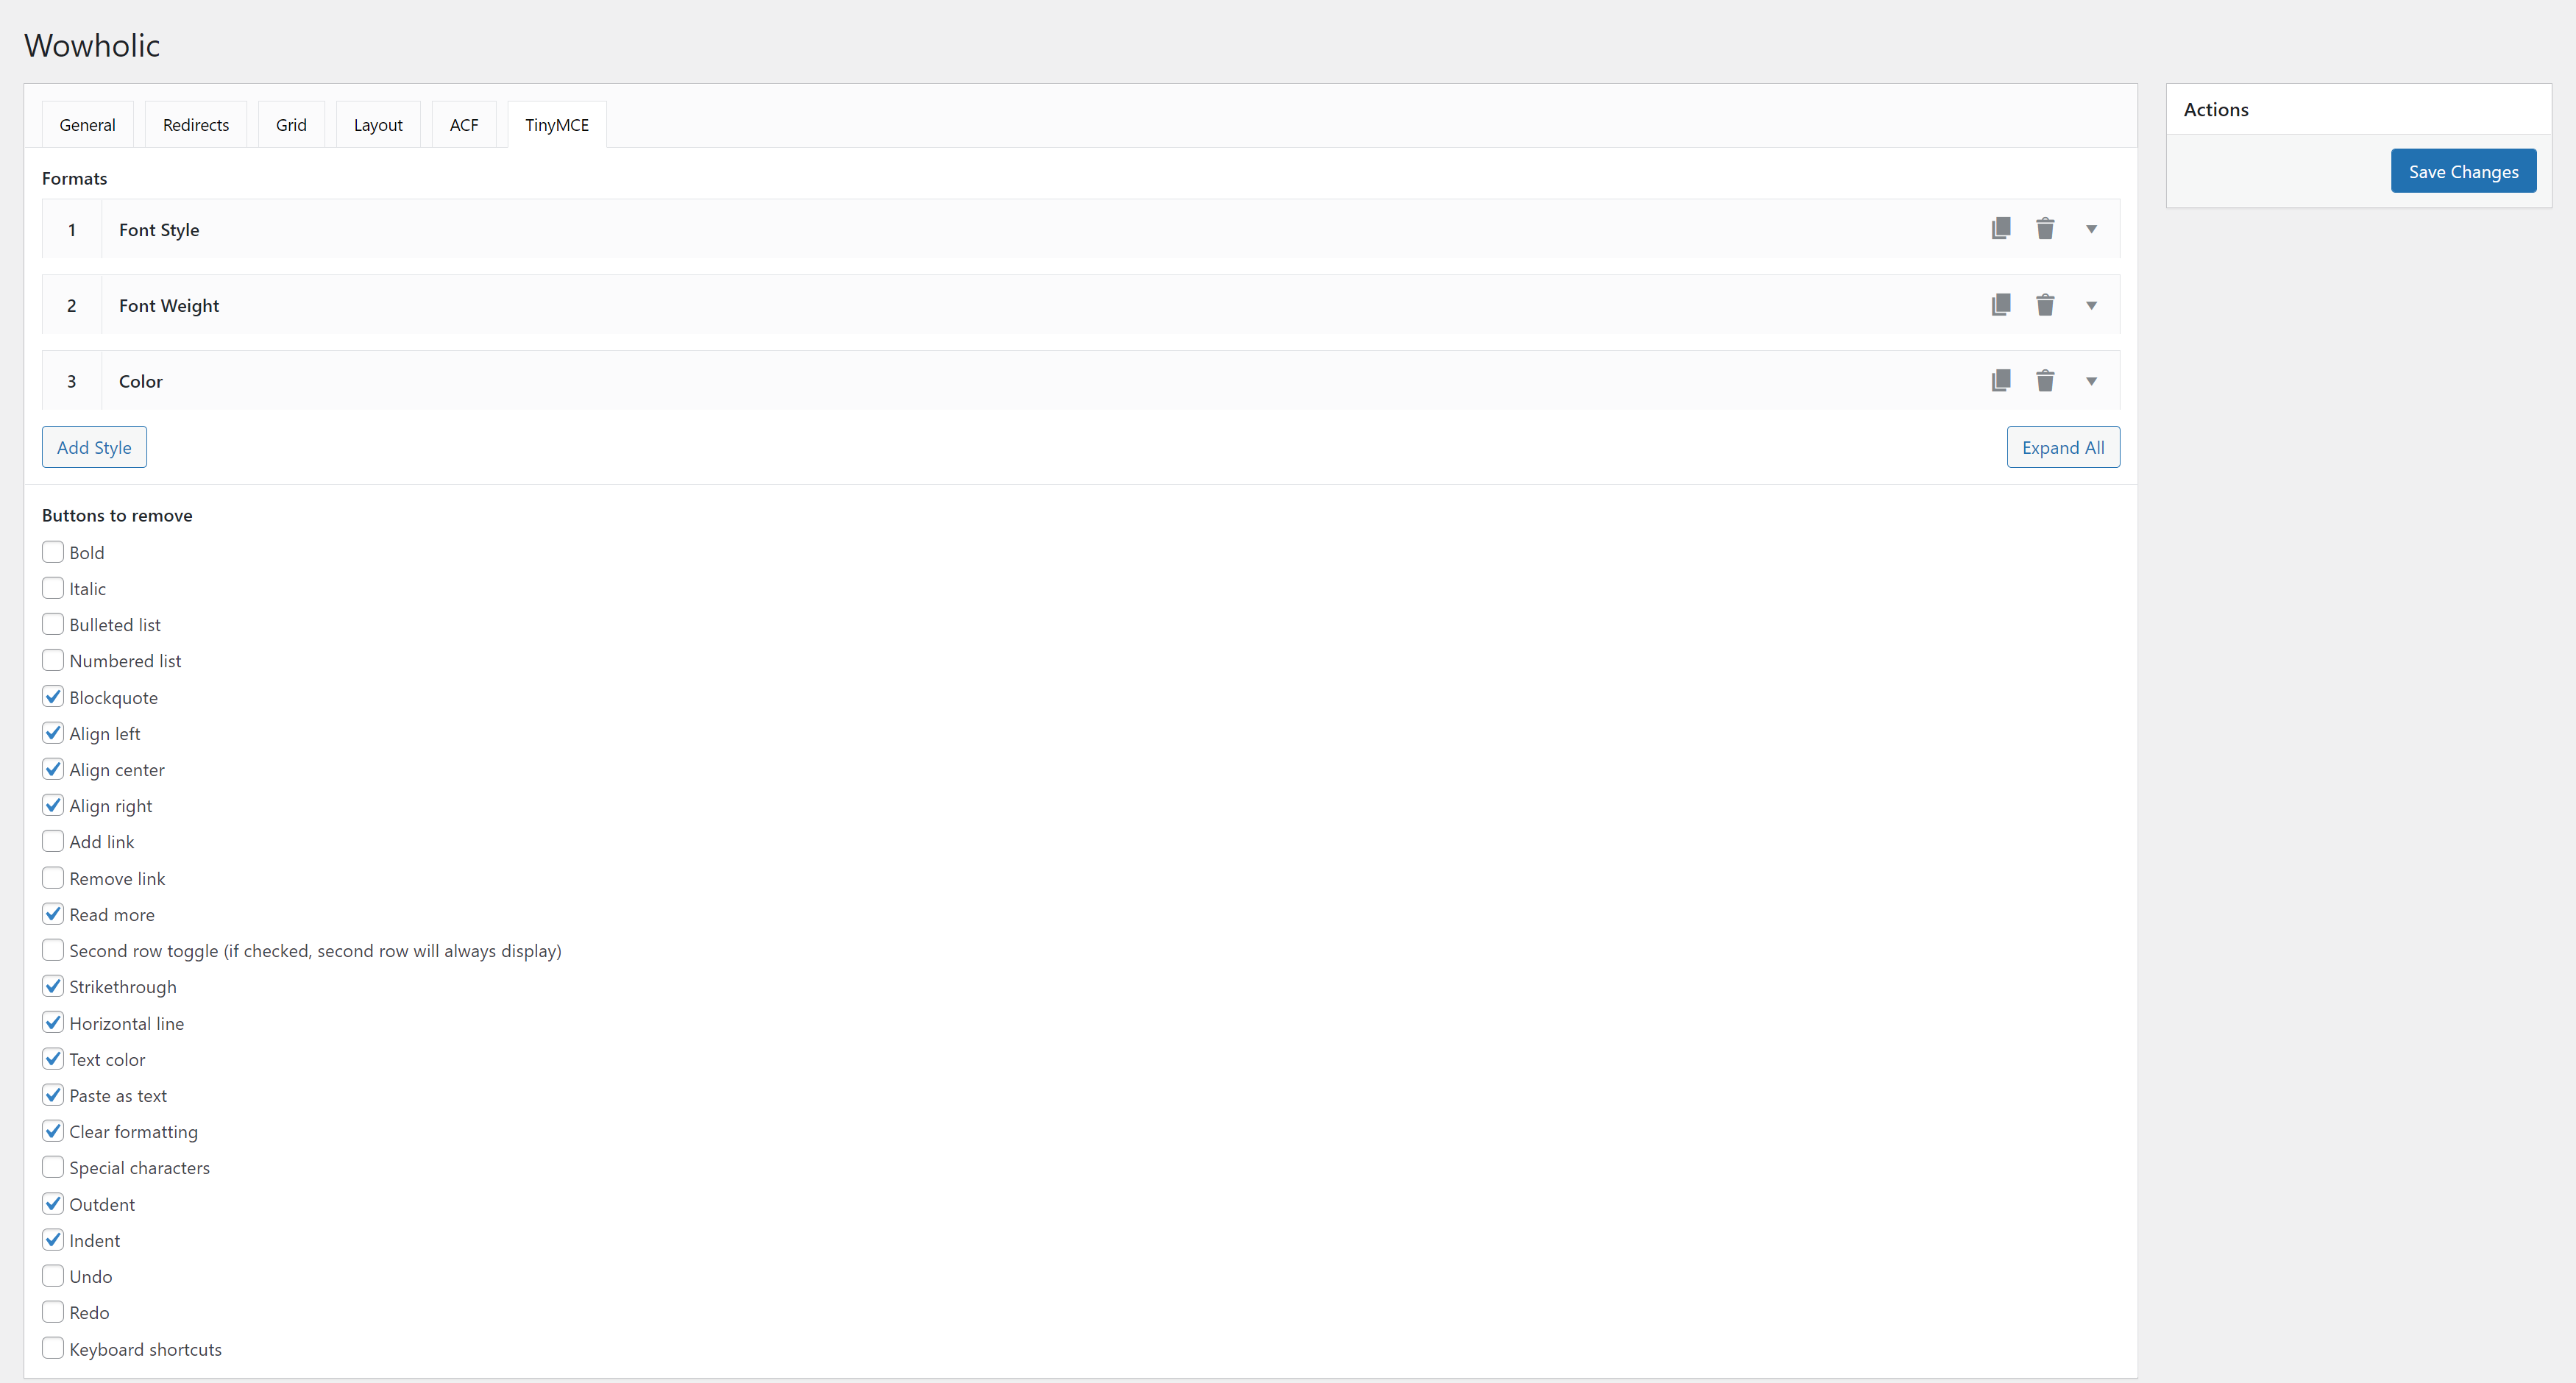 Wowholic
General Redirects Grid Layout ACF TinyMCE
Actions
Save Changes
Formats
1 Font Style
2 Font Weight
3 Color
Add Style Expand All
Buttons to remove
Bold
Italic
Bulleted list
Numbered list
Blockquote
Align left
Align center
Align right
Add link
Remove link
Read more
Second row toggle (if checked, second row will always display)
Strikethrough
Horizontal line
Text color
Paste as text
Clear formatting
Special characters
Outdent
Indent
Undo
Redo
Keyboard shortcuts